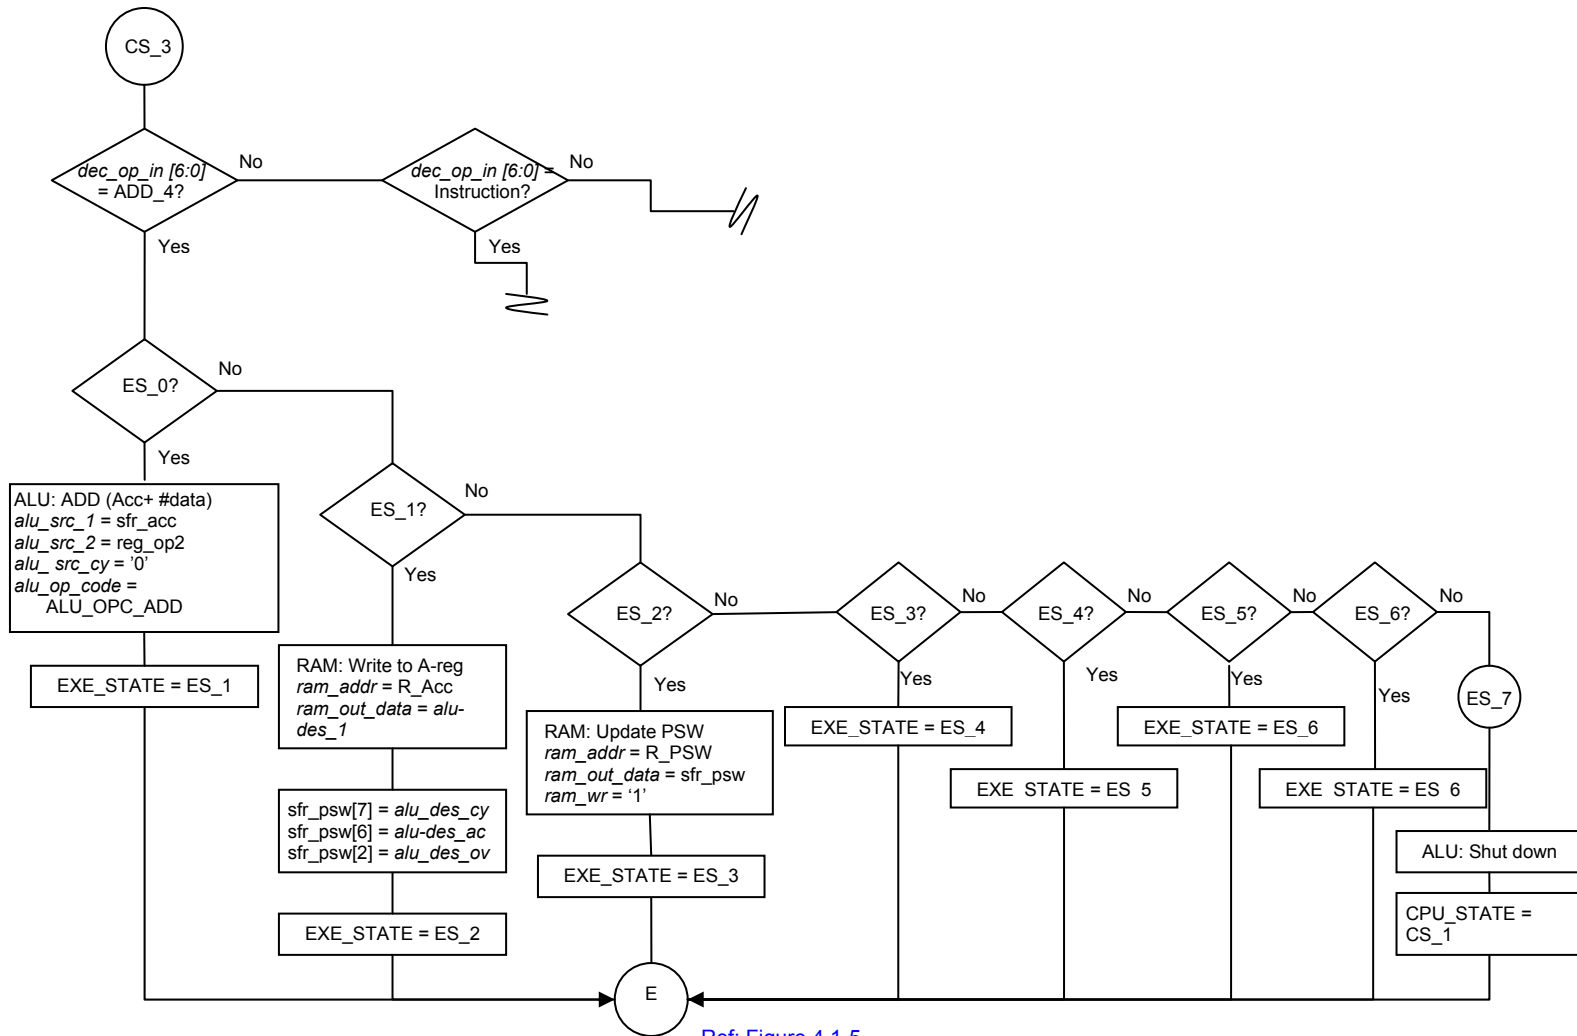 CS_3
dec_op_in [6:0]
= ADD_4?
No
dec_op_in [6:0] =
Instruction?
No
Yes
Yes
ES_0?
No
Yes
ALU: ADD (Acc+ #data)
alu_src_1 = sfr_acc
alu_src_2 = reg_op2
alu_ src_cy = '0'
alu_op_code =
ALU_OPC_ADD
EXE_STATE = ES_1
ES_1?
No
Yes
RAM: Write to A-reg
ram_addr = R_Acc
ram_out_data = alu-
des_1
sfr_psw[7] = alu_des_cy
sfr_psw[6] = alu-des_ac
sfr_psw[2] = alu_des_ov
EXE_STATE = ES_2
ES_2?
No
Yes
RAM: Update PSW
ram_addr = R_PSW
ram_out_data = sfr_psw
ram_wr = ‘1’
EXE_STATE = ES_3
ES_3?
No
Yes
EXE_STATE = ES_4
ES_4?
No
Yes
EXE STATE = ES 5
ES_5?
No
Yes
EXE_STATE = ES_6
ES_6?
No
Yes
EXE STATE = ES 6
ES_7
ALU: Shut down
CPU_STATE =
CS_1
E
Ref: Figure 4.1.5